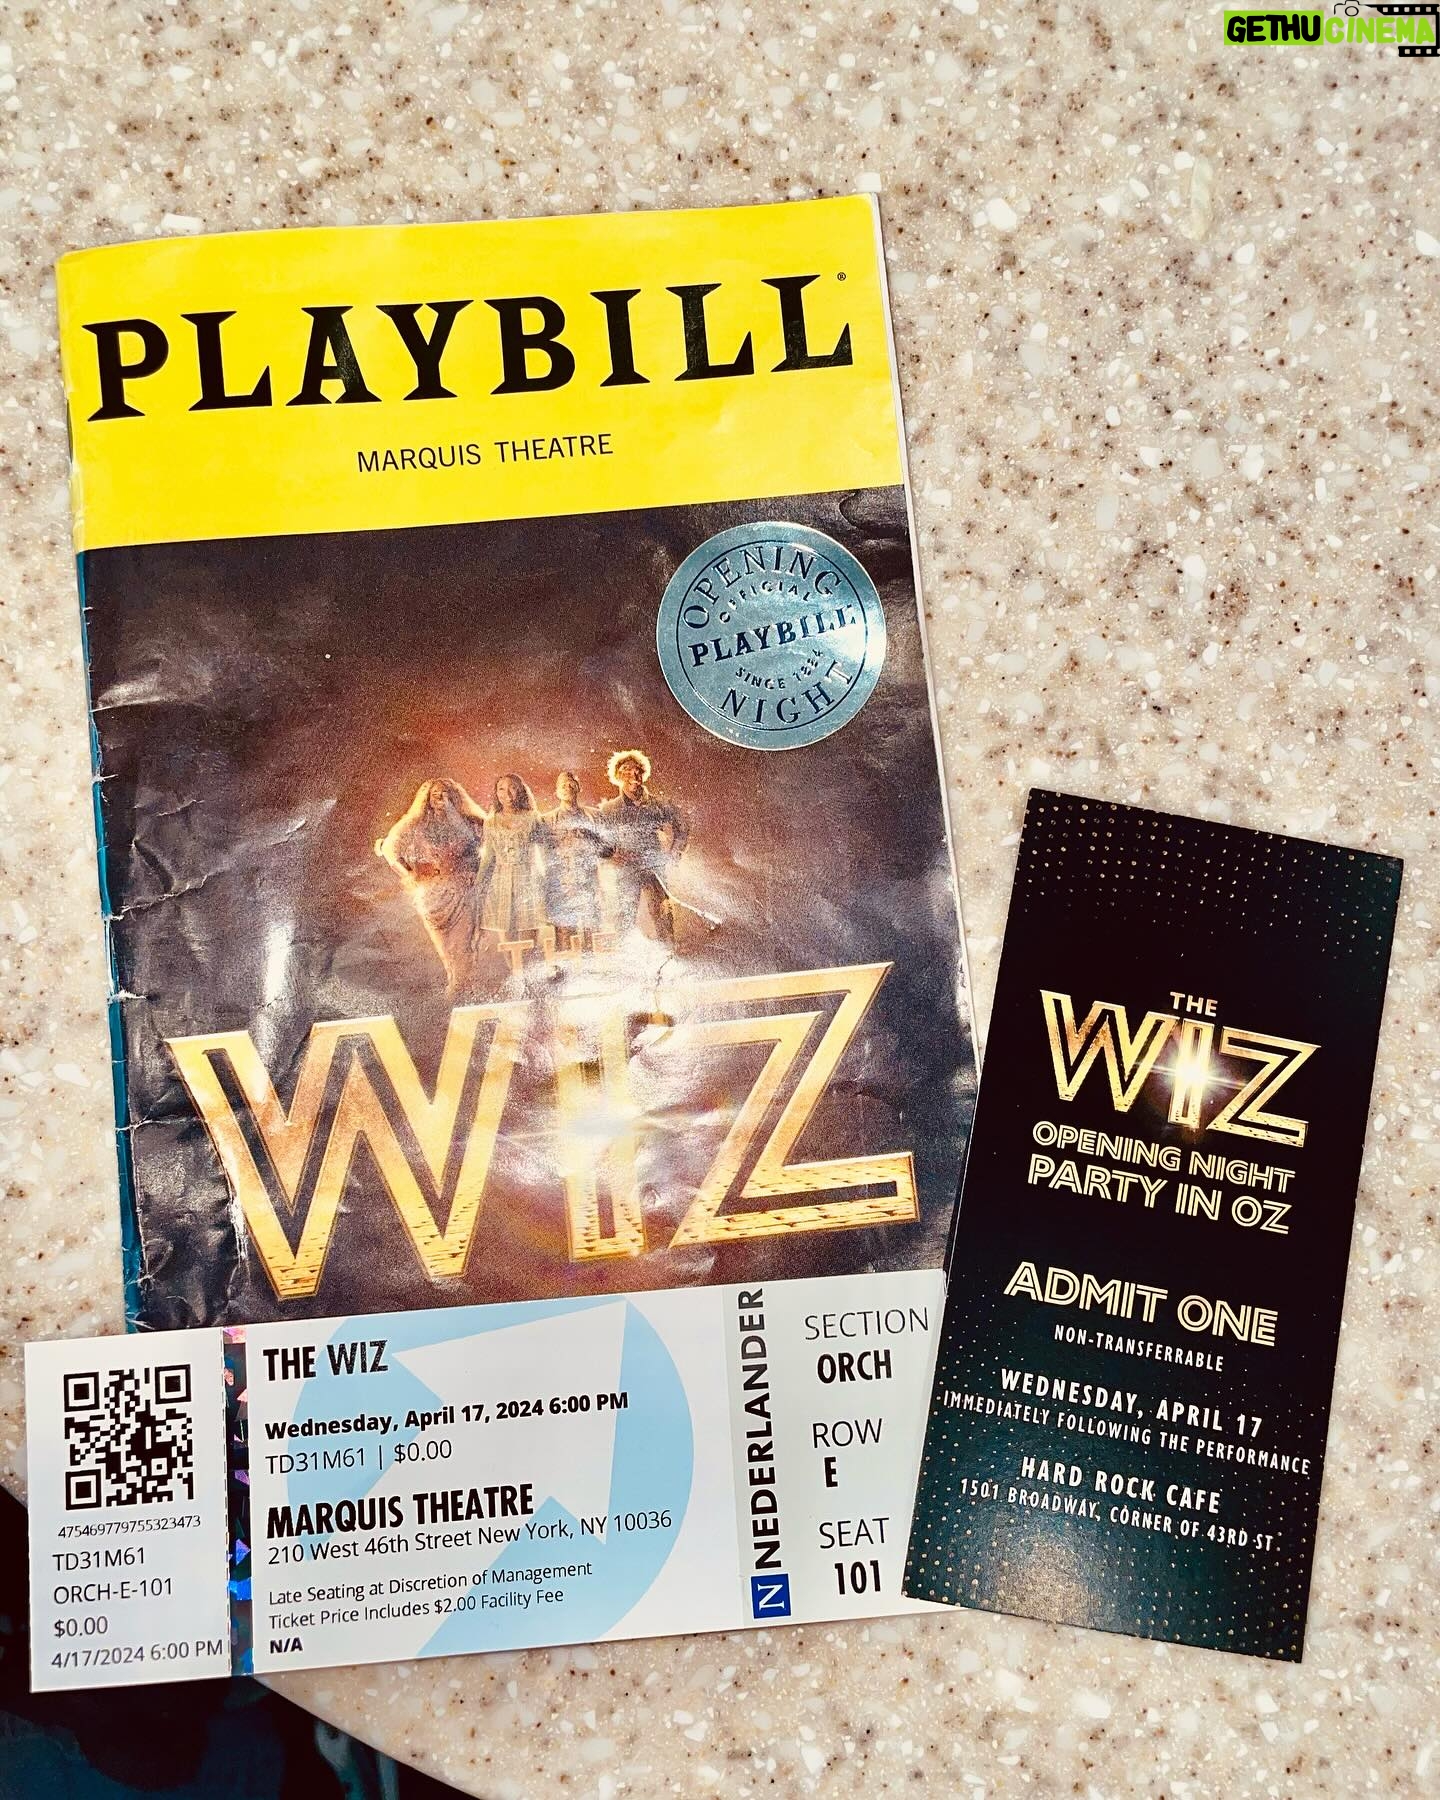 GETHUCINEMA
PLAYBILL®
MARQUIS THEATRE
OPENING
OFFICIAL
PLAYBILL
SINCE 1884
NIGHT
THE
WIZ
THE
WIZ
OPENING NIGHT
PARTY IN OZ
ADMIT ONE
NON-TRANSFERRABLE
WEDNESDAY, APRIL 17
IMMEDIATELY FOLLOWING THE PERFORMANCE
HARD ROCK CAFE
1501 BROADWAY, CORNER OF 43RD ST
475469779755323473
TD31M61
ORCH-E-101
$0.00
4/17/2024 6:00 PM
THE WIZ
Wednesday, April 17, 2024 6:00 PM
TD31M61 | $0.00
MARQUIS THEATRE
210 West 46th Street New York, NY 10036
Late Seating at Discretion of Management
Ticket Price Includes $2.00 Facility Fee
N/A
N NEDERLANDER
SECTION
ORCH
ROW
E
SEAT
101